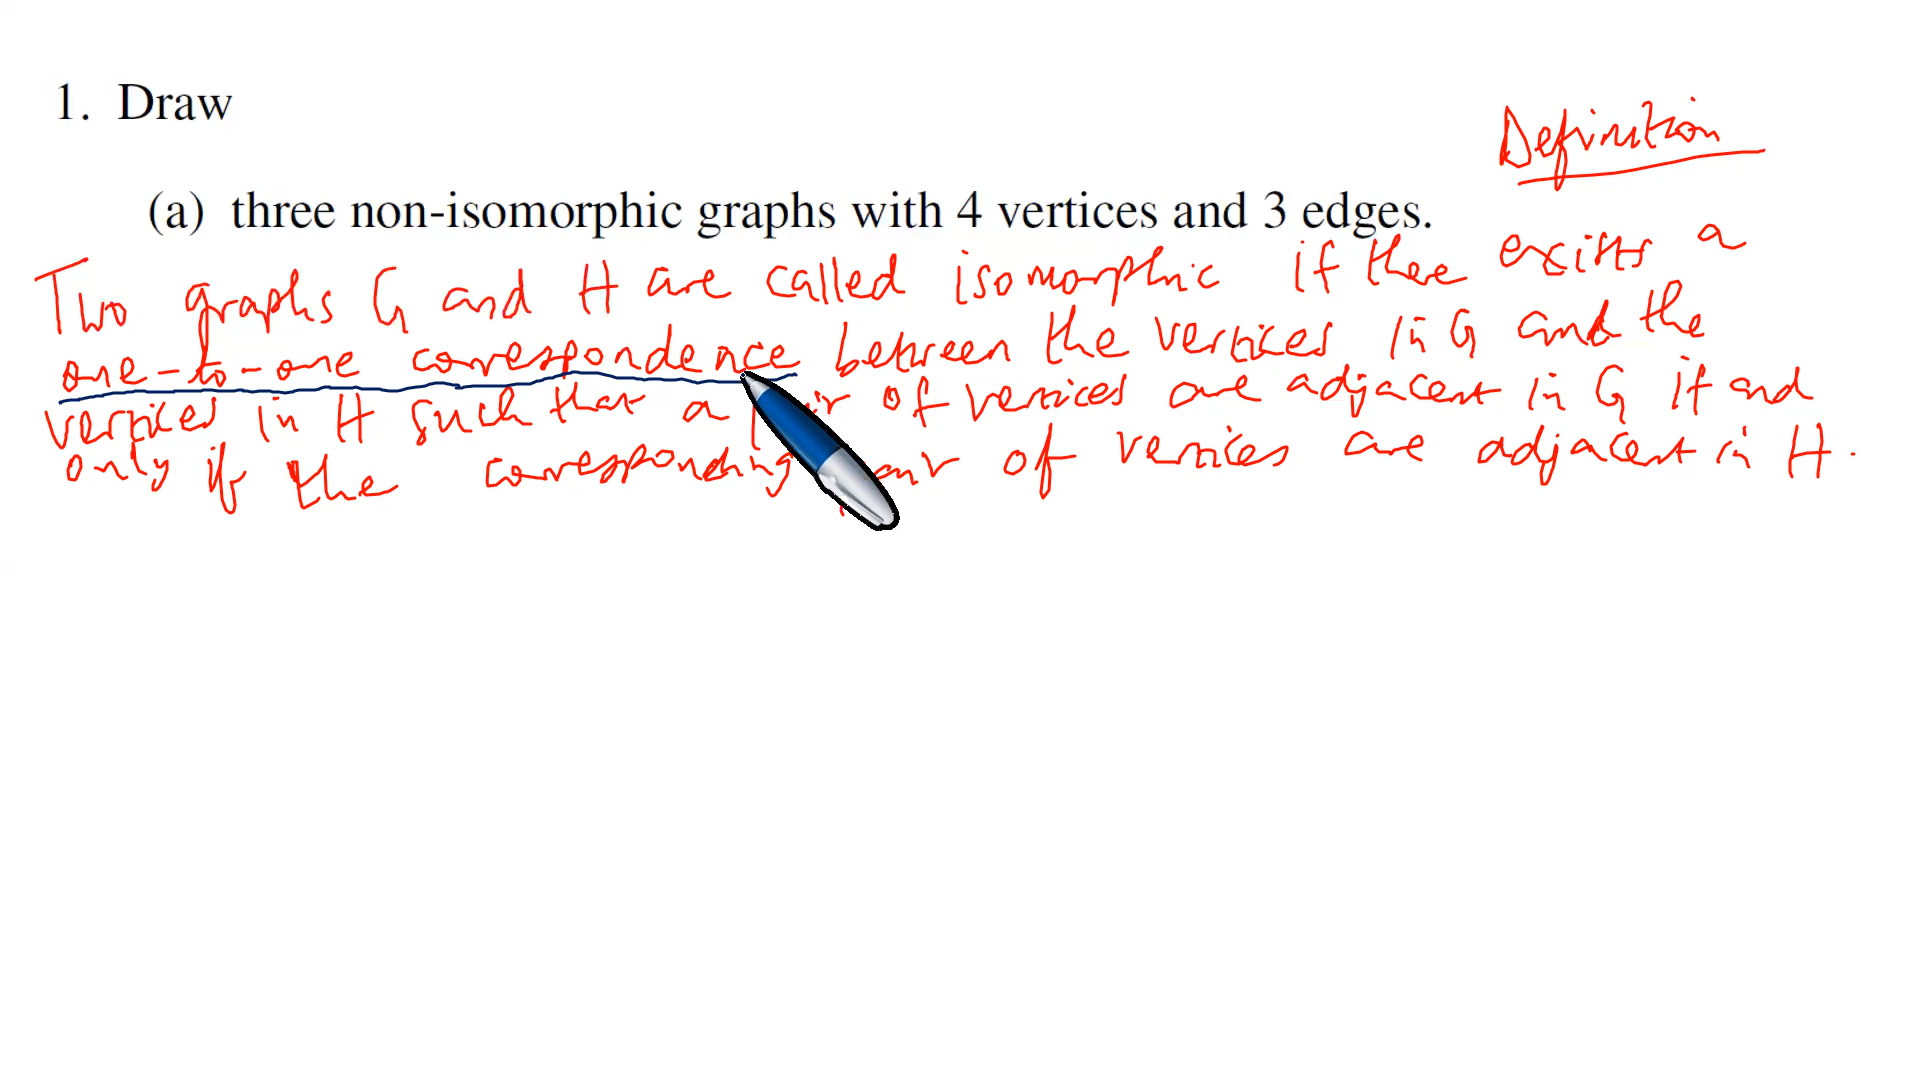 1. Draw
Definition
(a) three non-isomorphic graphs with 4 vertices and 3 edges.
Two graphs G and H are called isomorphic if there exists a
one-to-one correspondence between the vertices in G and the
vertices in H such that a of vertices are adjacent in G if and
only if the corresponding of vertices are adjacent in H.